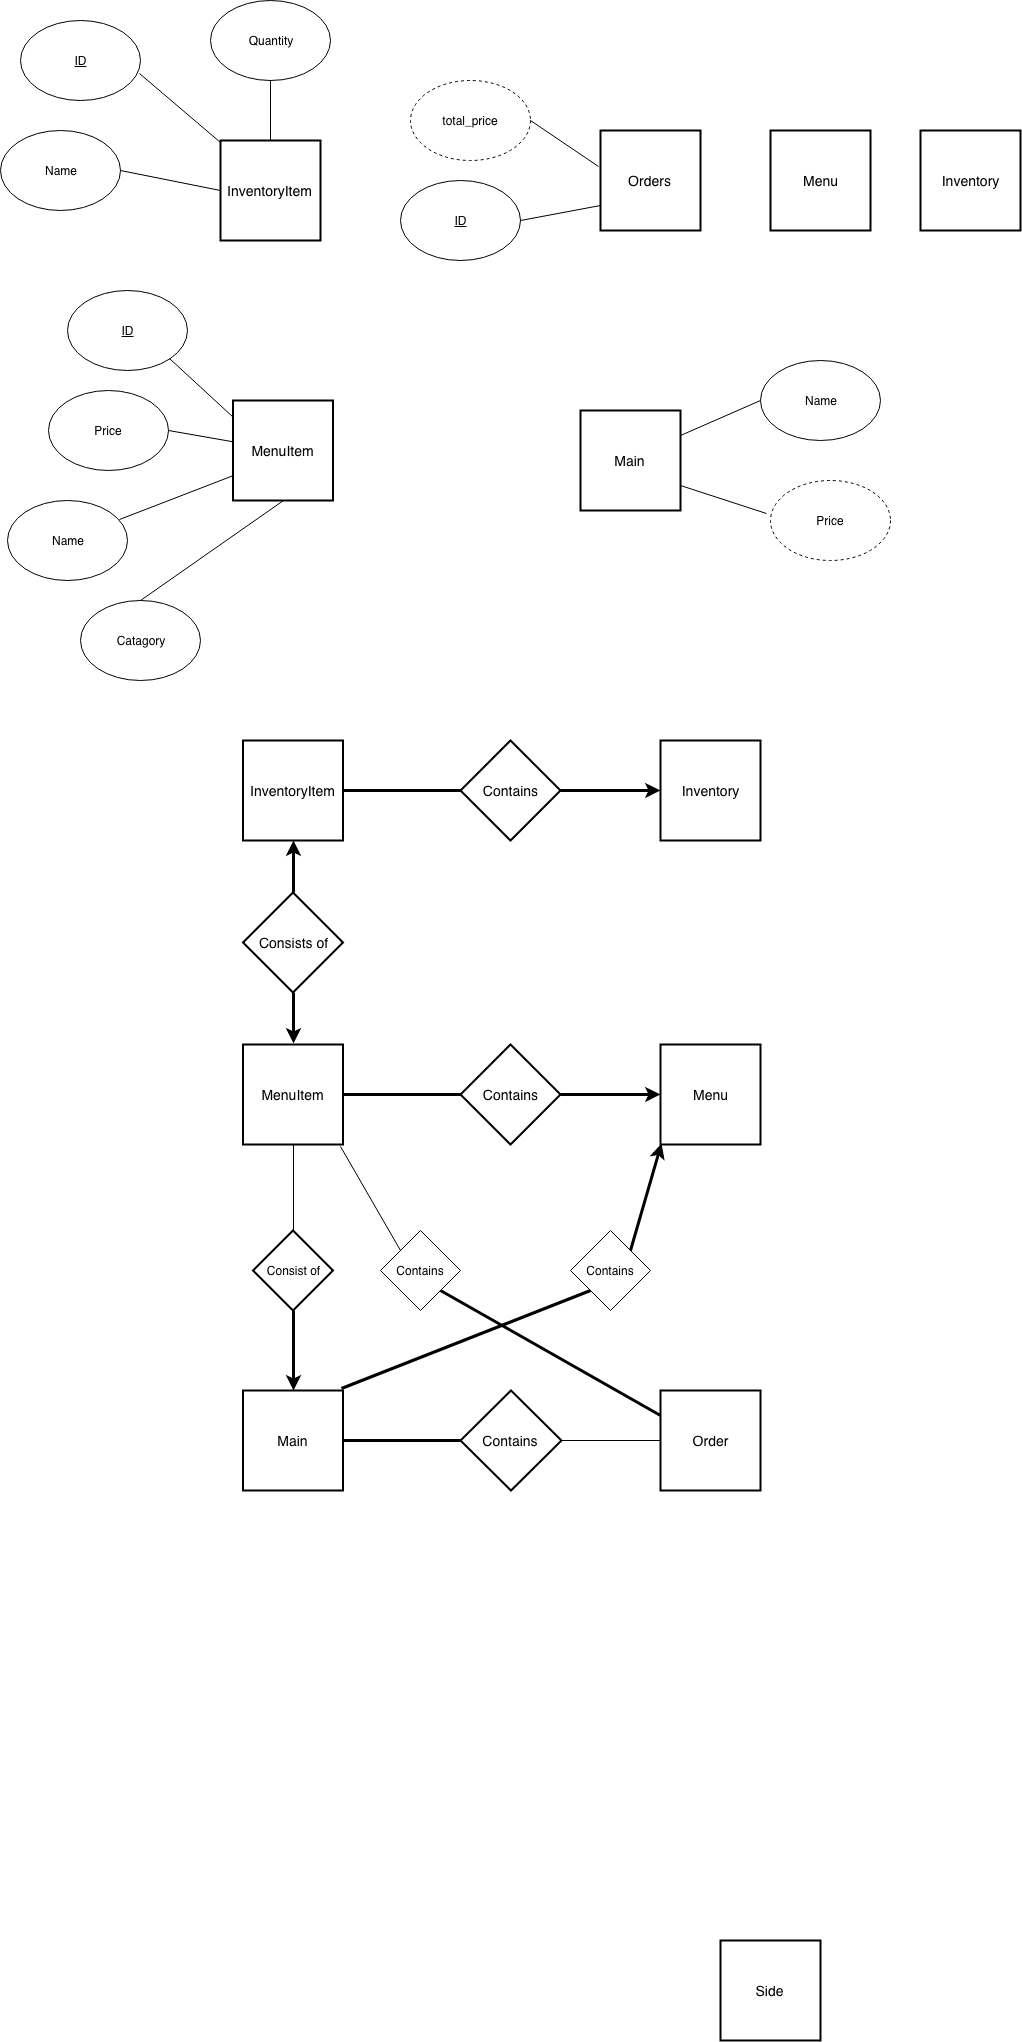 Quantity
ID
Name
InventoryItem
total_price
ID
Orders
Menu
Inventory
ID
Price
Name
Catagory
MenuItem
Main
Name
Price
InventoryItem
Contains
Inventory
Consists of
MenuItem
Contains
Menu
Consist of
Contains
Contains
Main
Contains
Order
Side